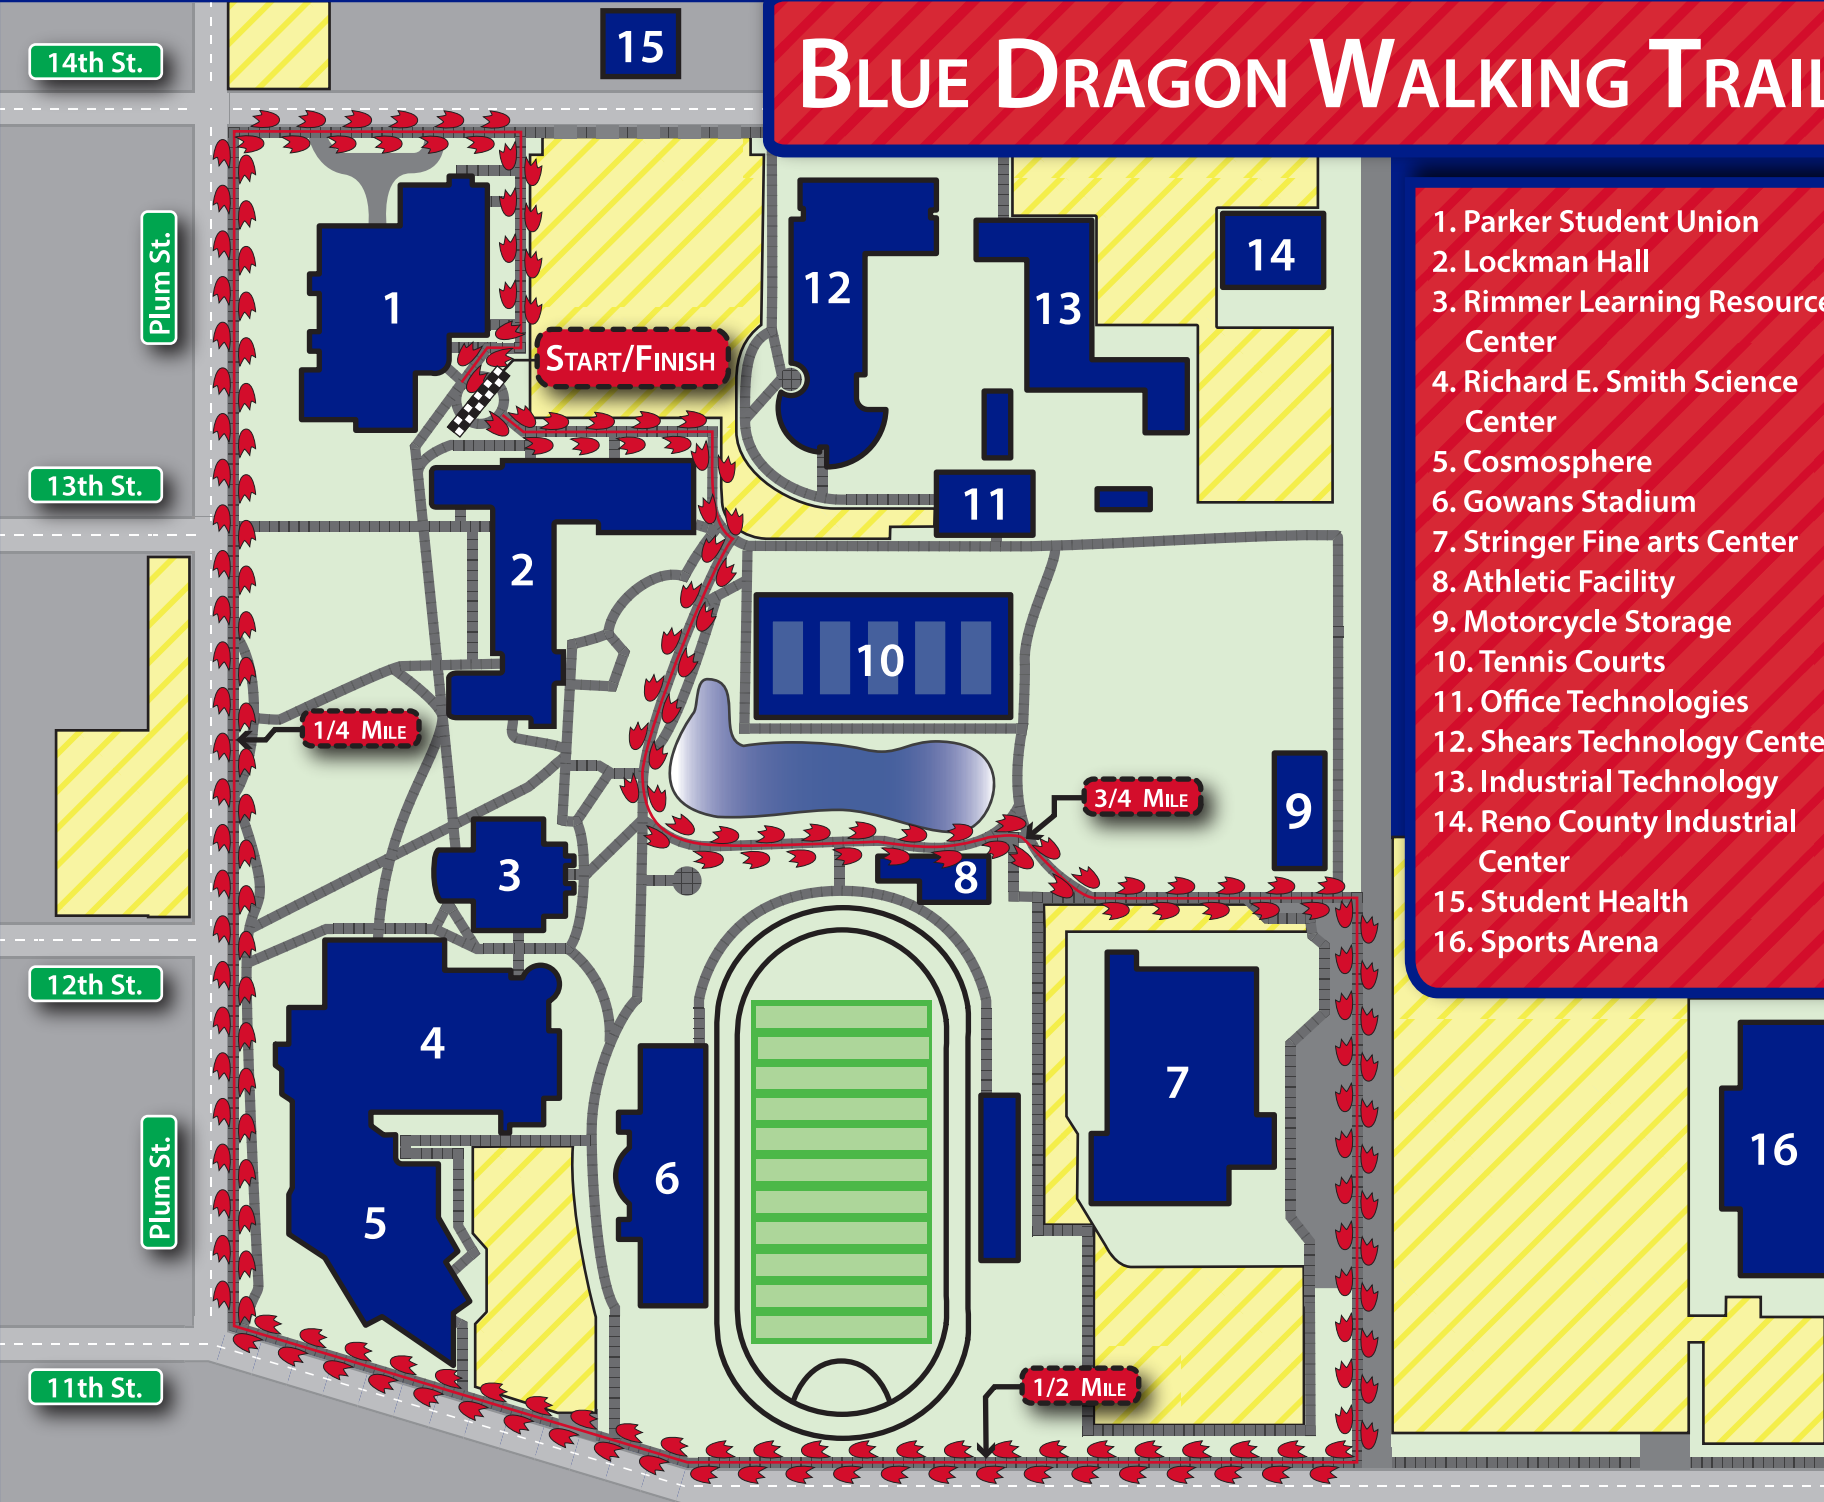 BLUE DRAGON WALKING TRAIL
14th St.
15
Plum St.
1
12
13
14
START/FINISH
13th St.
11
2
10
1/4 MILE
3/4 MILE
9
3
8
12th St.
4
7
6
16
Plum St.
5
11th St.
1/2 MILE
1. Parker Student Union
2. Lockman Hall
3. Rimmer Learning Resource
Center
4. Richard E. Smith Science
Center
5. Cosmosphere
6. Gowans Stadium
7. Stringer Fine arts Center
8. Athletic Facility
9. Motorcycle Storage
10. Tennis Courts
11. Office Technologies
12. Shears Technology Cente
13. Industrial Technology
14. Reno County Industrial
Center
15. Student Health
16. Sports Arena